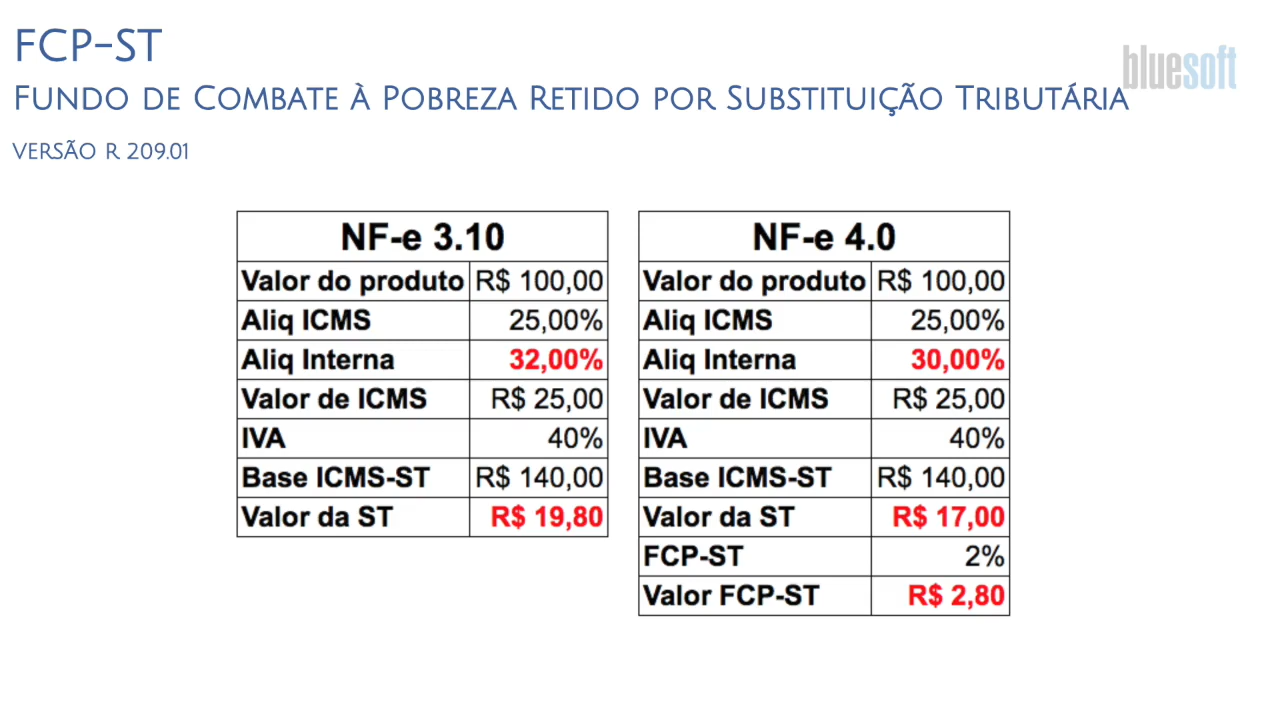 FCP-ST
bluesoft
Fundo de Combate à Pobreza Retido por Substituição Tributária
versão r 209.01
NF-e 3.10
Valor do produto R$ 100,00
Aliq ICMS 25,00%
Aliq Interna 32,00%
Valor de ICMS R$ 25,00
IVA 40%
Base ICMS-ST R$ 140,00
Valor da ST R$ 19,80
NF-e 4.0
Valor do produto R$ 100,00
Aliq ICMS 25,00%
Aliq Interna 30,00%
Valor de ICMS R$ 25,00
IVA 40%
Base ICMS-ST R$ 140,00
Valor da ST R$ 17,00
FCP-ST 2%
Valor FCP-ST R$ 2,80